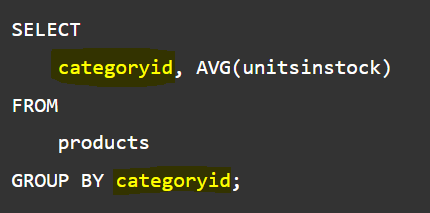 SELECT
categoryid, AVG(unitsinstock)
FROM
products
GROUP BY categoryid;